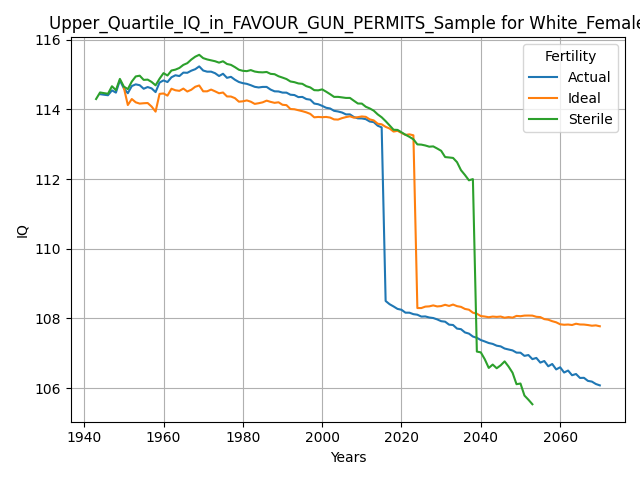 Upper_Quartile_IQ_in_FAVOUR_GUN_PERMITS_Sample for White_Female
116
114
112
110
108
106
IQ
1940
1960
1980
2000
2020
2040
2060
Years
Fertility
Actual
Ideal
Sterile